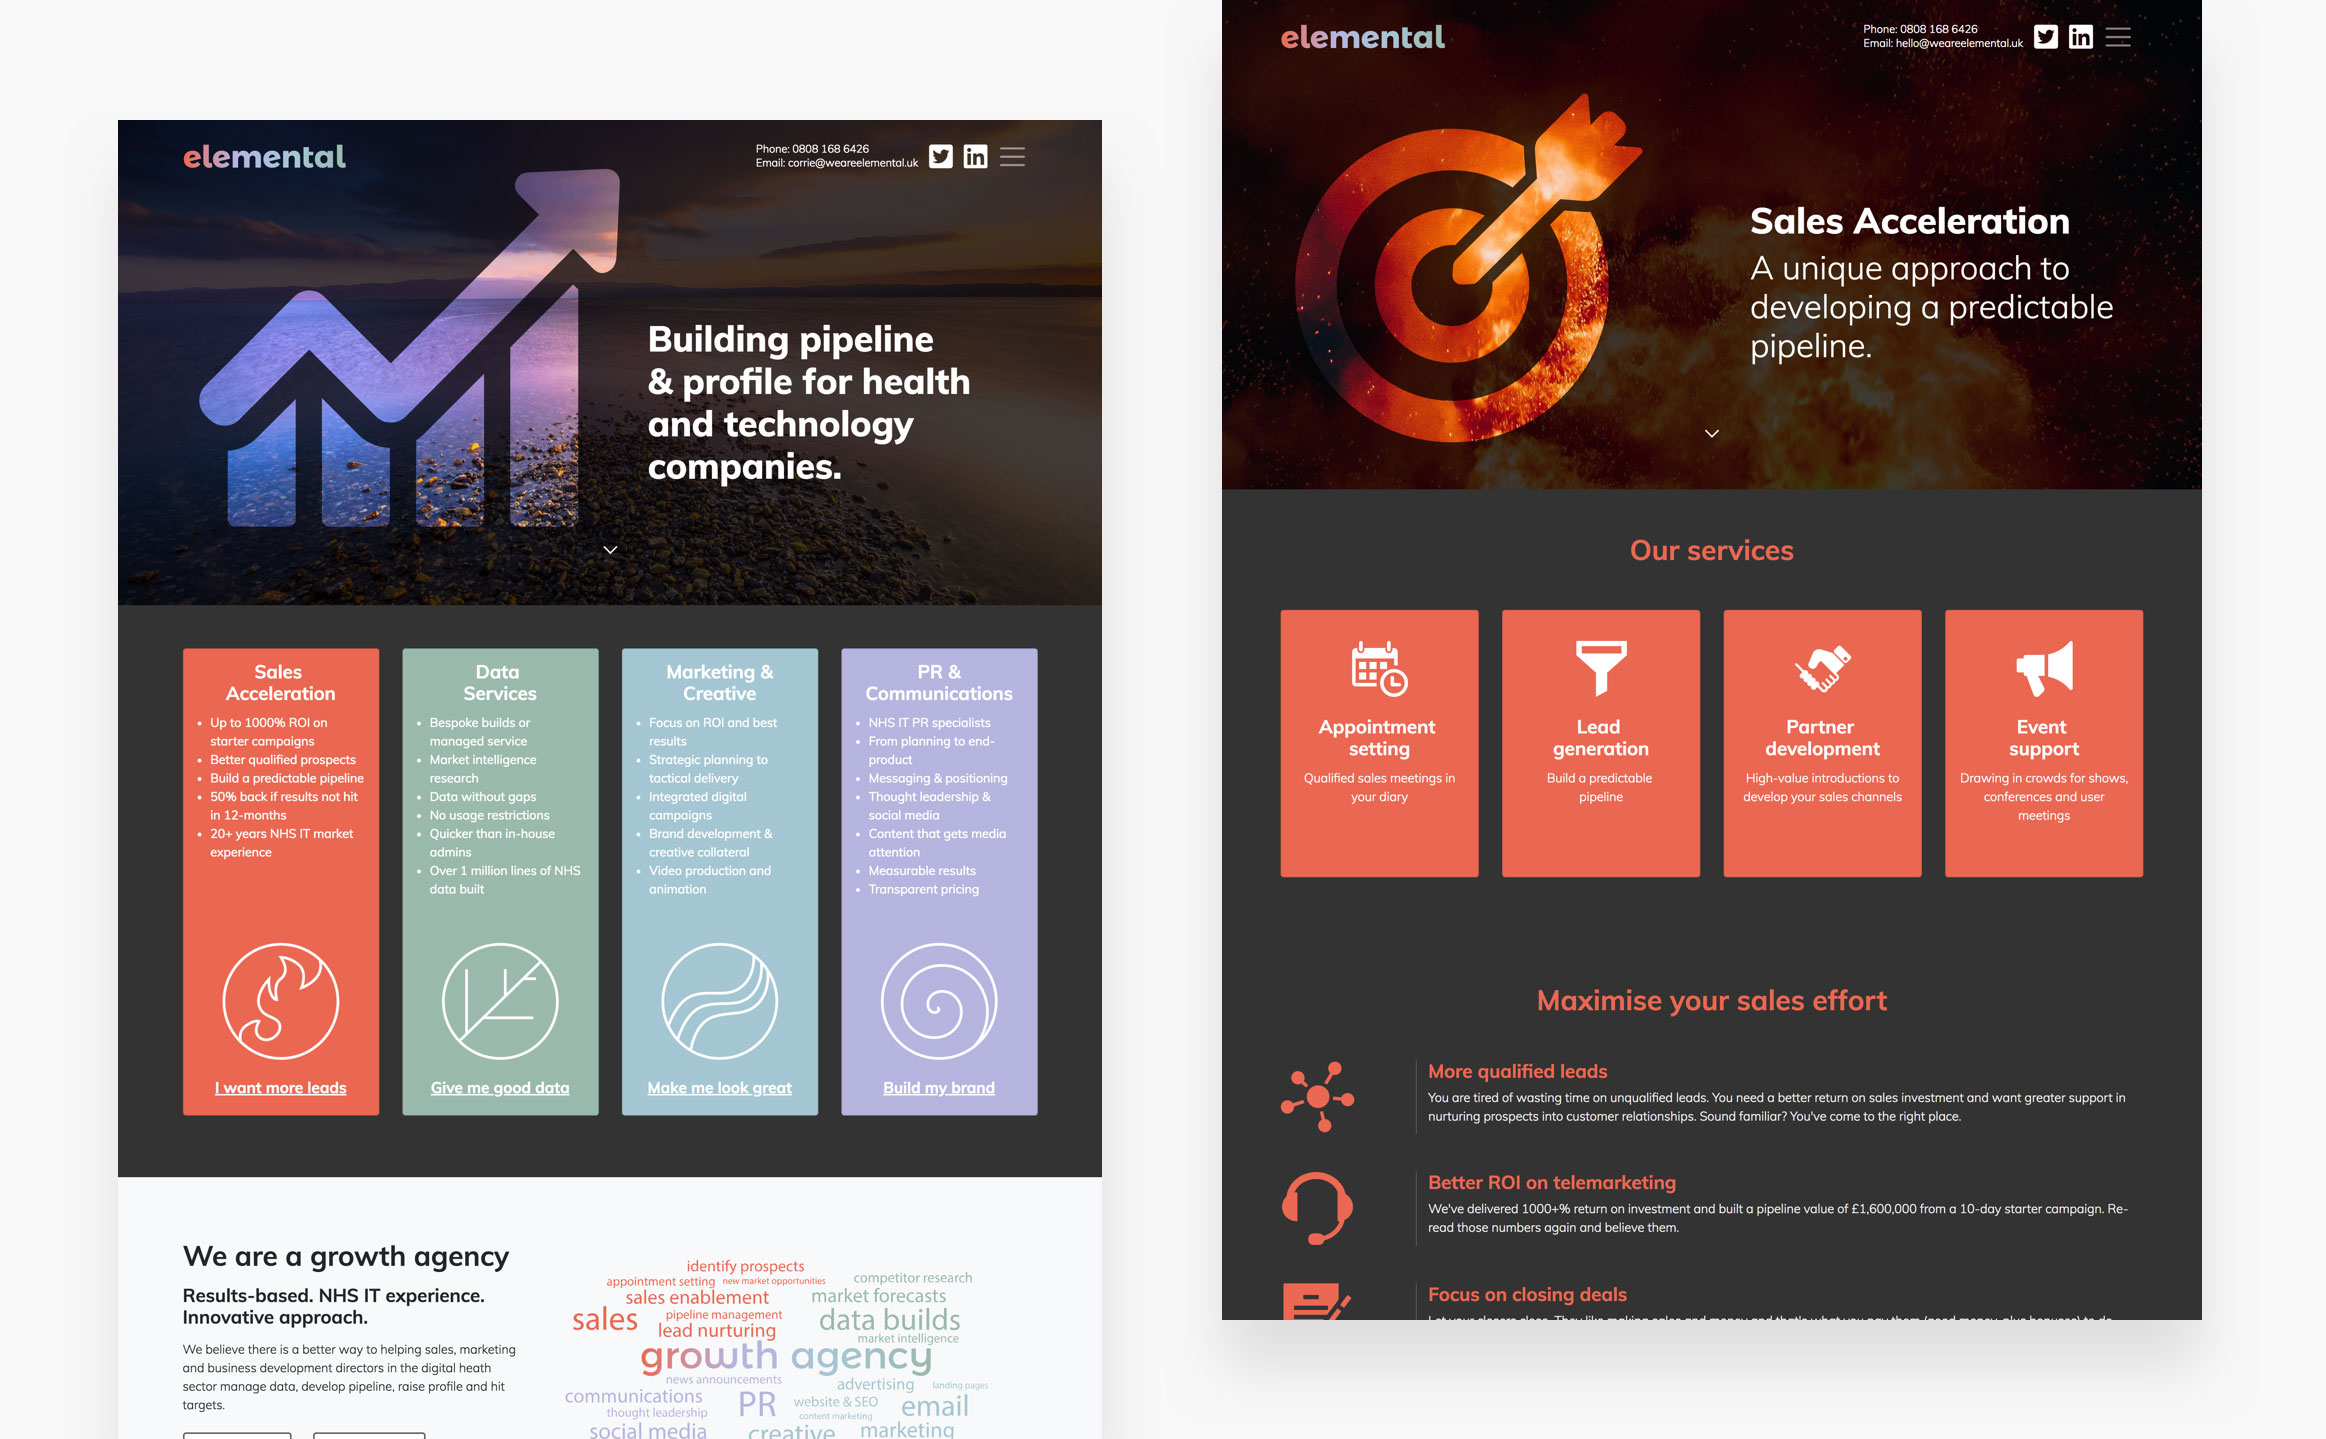 elemental
Phone: 0808 168 6426
Email: corrie@weareelemental.uk
Building pipeline
& profile for health
and technology
companies.
Sales
Acceleration
• Up to 1000% ROI on
starter campaigns
• Better qualified prospects
• Build a predictable pipeline
• 50% back if results not hit
in 12-months
• 20+ years NHS IT market
experience
I want more leads
Data
Services
• Bespoke builds or
managed service
• Market intelligence
research
• Data without gaps
• No usage restrictions
• Quicker than in-house
admins
• Over 1 million lines of NHS
data built
Give me good data
Marketing &
Creative
• Focus on ROI and best
results
• Strategic planning to
tactical delivery
• Integrated digital
campaigns
• Brand development &
creative collateral
• Video production and
animation
Make me look great
PR &
Communications
• NHS IT PR specialists
• From planning to end-
product
• Messaging & positioning
• Thought leadership &
social media
• Content that gets media
attention
• Measurable results
• Transparent pricing
Build my brand
We are a growth agency
Results-based. NHS IT experience.
Innovative approach.
We believe there is a better way to helping sales, marketing
and business development directors in the digital heath
sector manage data, develop pipeline, raise profile and hit
targets.
identify prospects
appointment setting new market opportunities competitor research
sales enablement market forecasts
sales pipeline management data builds
lead nurturing market intelligence
growth agency
news announcements advertising landing pages
communications PR website & SEO email
thought leadership content marketing
social media creative marketing
elemental
Phone: 0808 168 6426
Email: hello@weareelemental.uk
Sales Acceleration
A unique approach to
developing a predictable
pipeline.
Our services
Appointment
setting
Qualified sales meetings in
your diary
Lead
generation
Build a predictable
pipeline
Partner
development
High-value introductions to
develop your sales channels
Event
support
Drawing in crowds for shows,
conferences and user
meetings
Maximise your sales effort
More qualified leads
You are tired of wasting time on unqualified leads. You need a better return on sales investment and want greater support in
nurturing prospects into customer relationships. Sound familiar? You've come to the right place.
Better ROI on telemarketing
We've delivered 1000+% return on investment and built a pipeline value of £1,600,000 from a 10-day starter campaign. Re-
read those numbers again and believe them.
Focus on closing deals